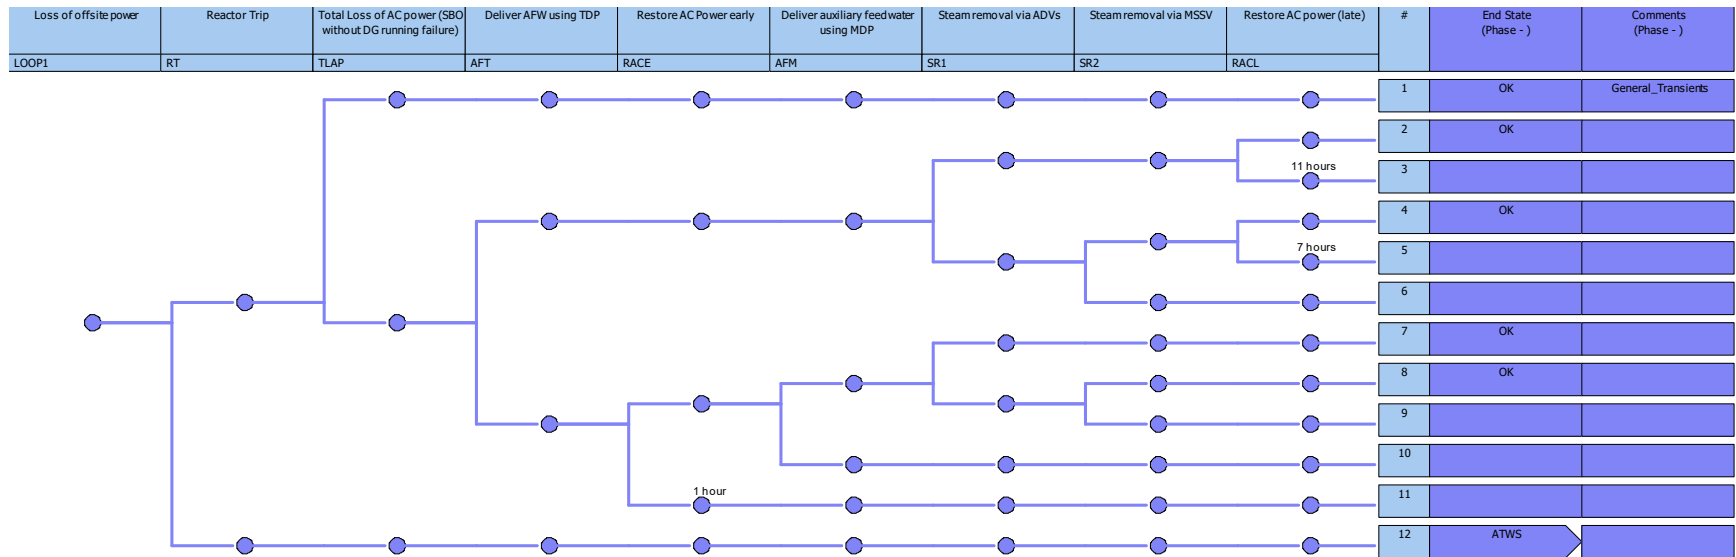 Loss of offsite power
Reactor Trip
Total Loss of AC power (SBO
without DG running failure)
Deliver AFW using TDP
Restore AC Power early
Deliver auxiliary feedwater
using MDP
Steam removal via ADVs
Steam removal via MSSV
Restore AC power (late)
#
End State
(Phase - )
Comments
(Phase - )
LOOP1
RT
TLAP
AFT
RACE
AFM
SR1
SR2
RACL
1
OK
General_Transients
2
OK
11 hours
3
4
OK
7 hours
5
6
7
OK
8
OK
9
10
1 hour
11
12
ATWS